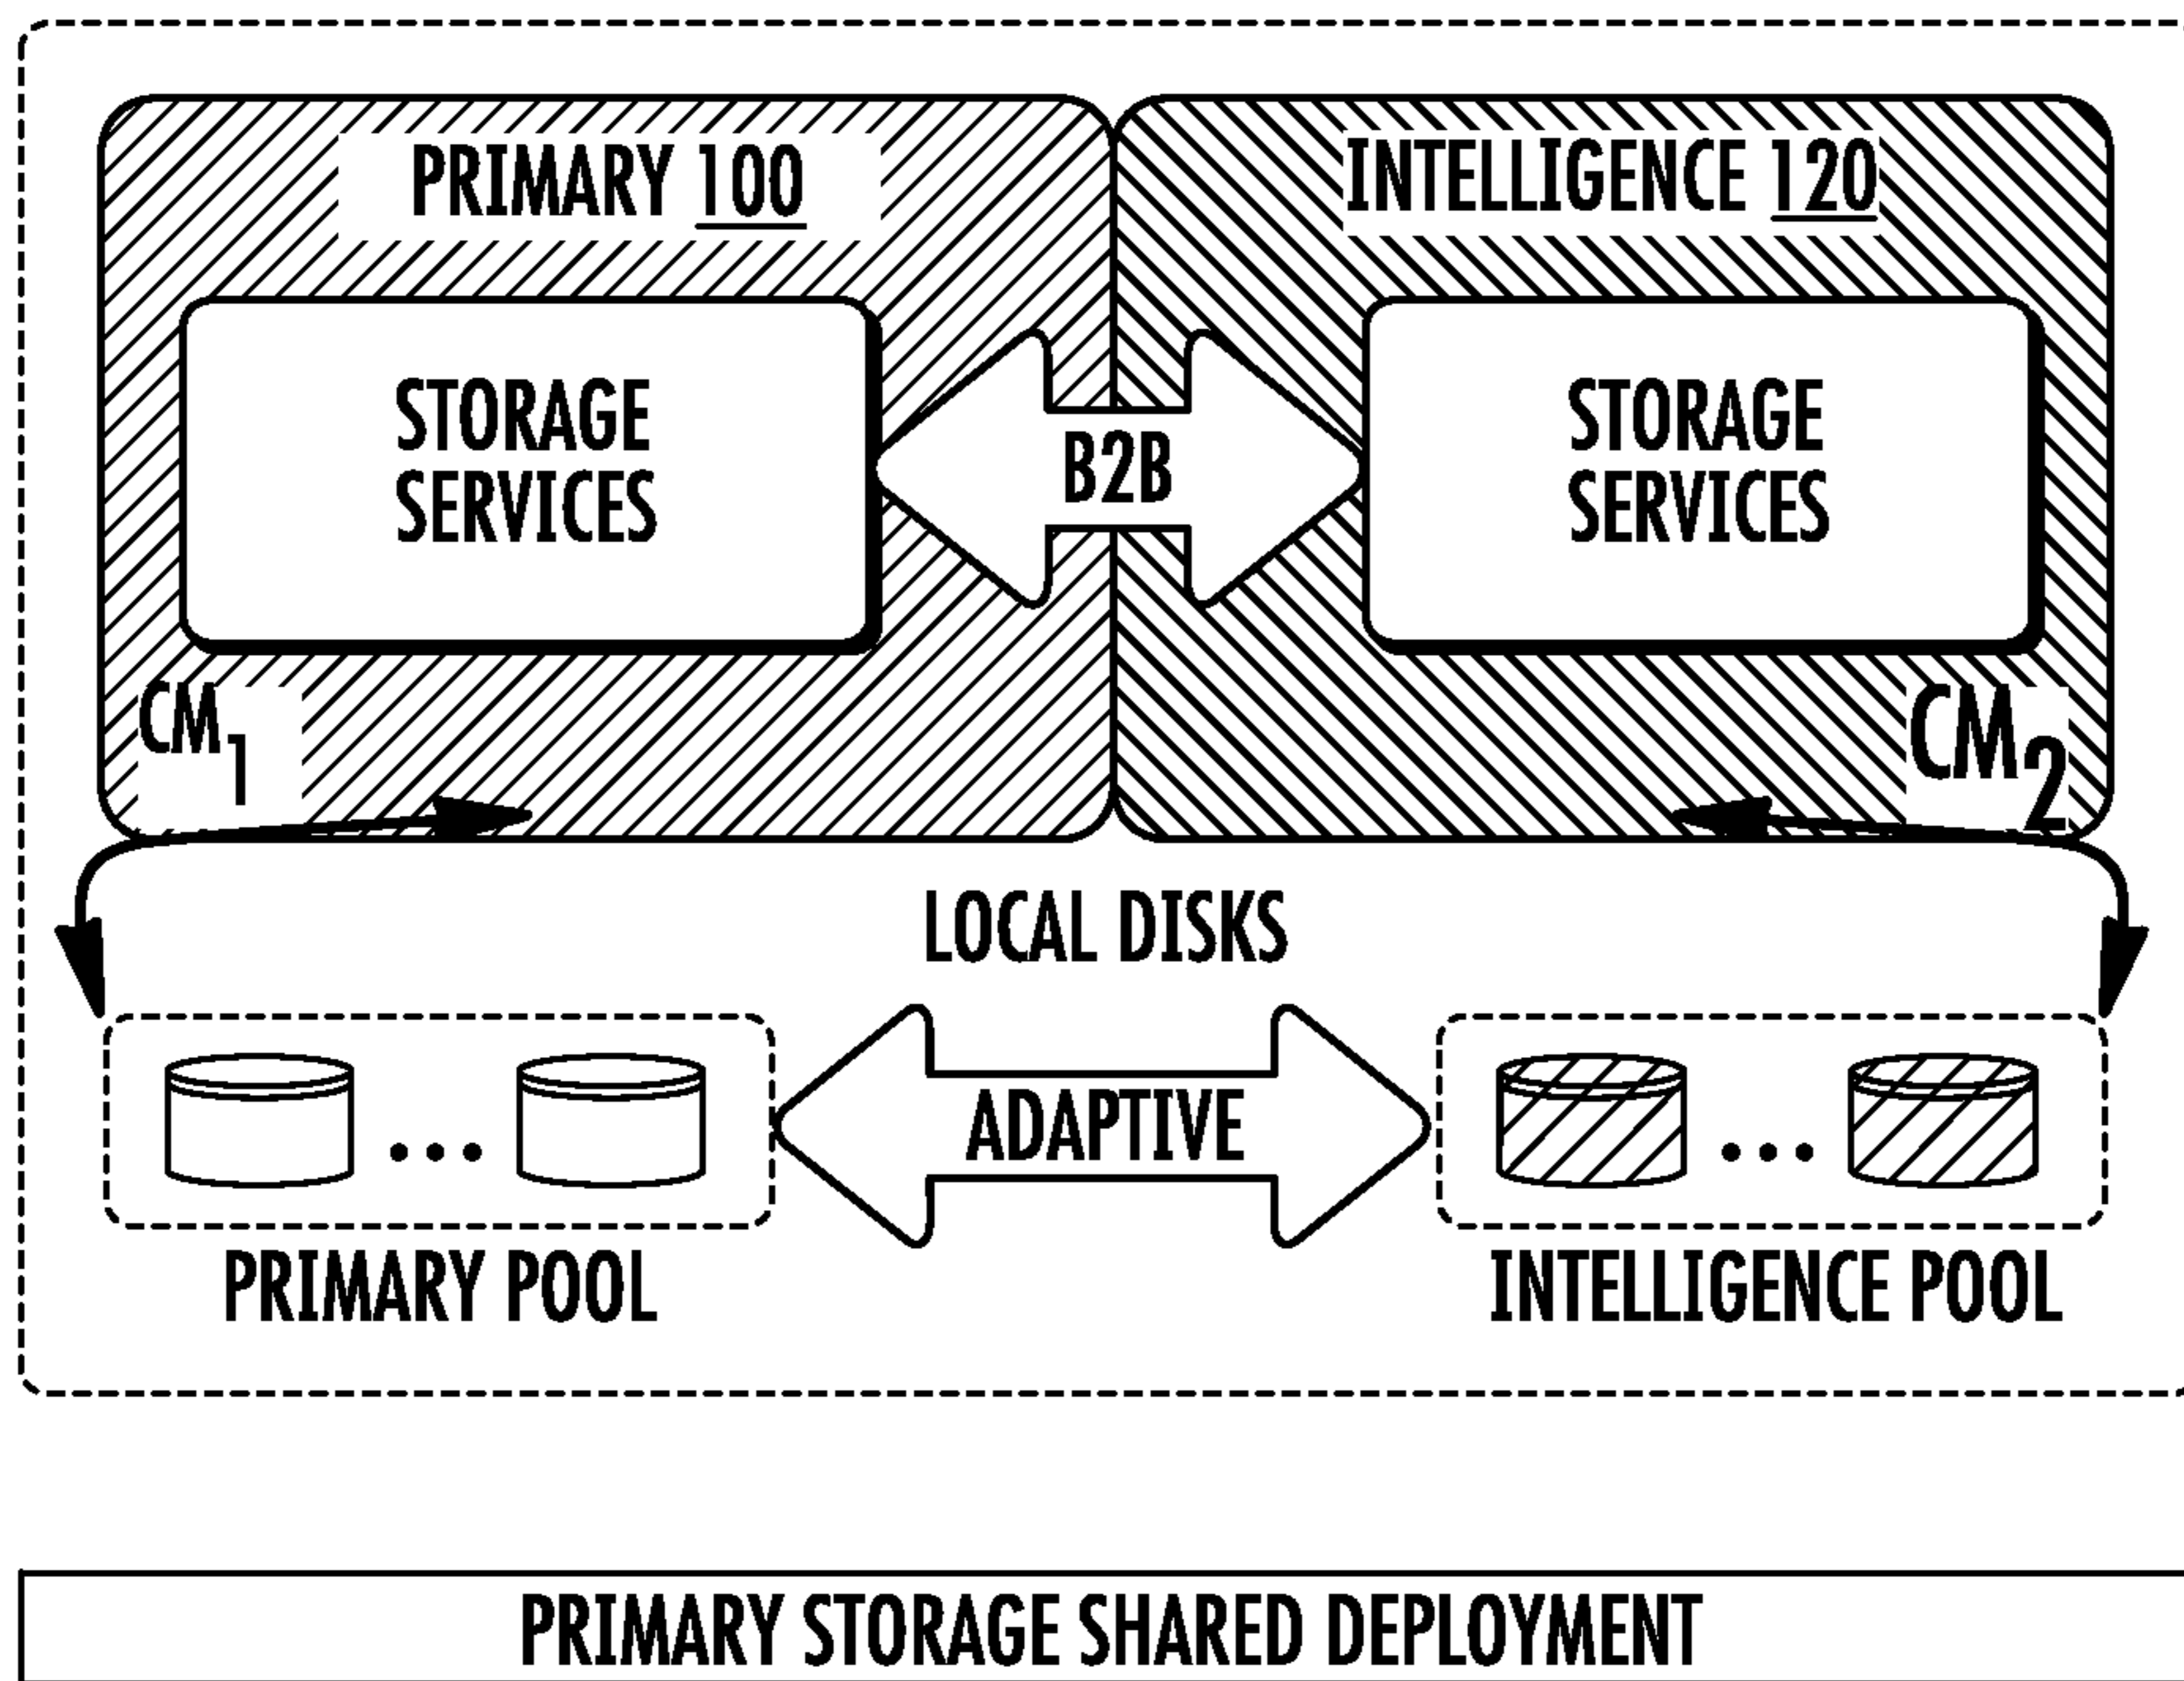 PRIMARY 100
INTELLIGENCE 120
STORAGE
SERVICES
B2B
STORAGE
SERVICES
CM1
CM2
LOCAL DISKS
ADAPTIVE
PRIMARY POOL
INTELLIGENCE POOL
PRIMARY STORAGE SHARED DEPLOYMENT